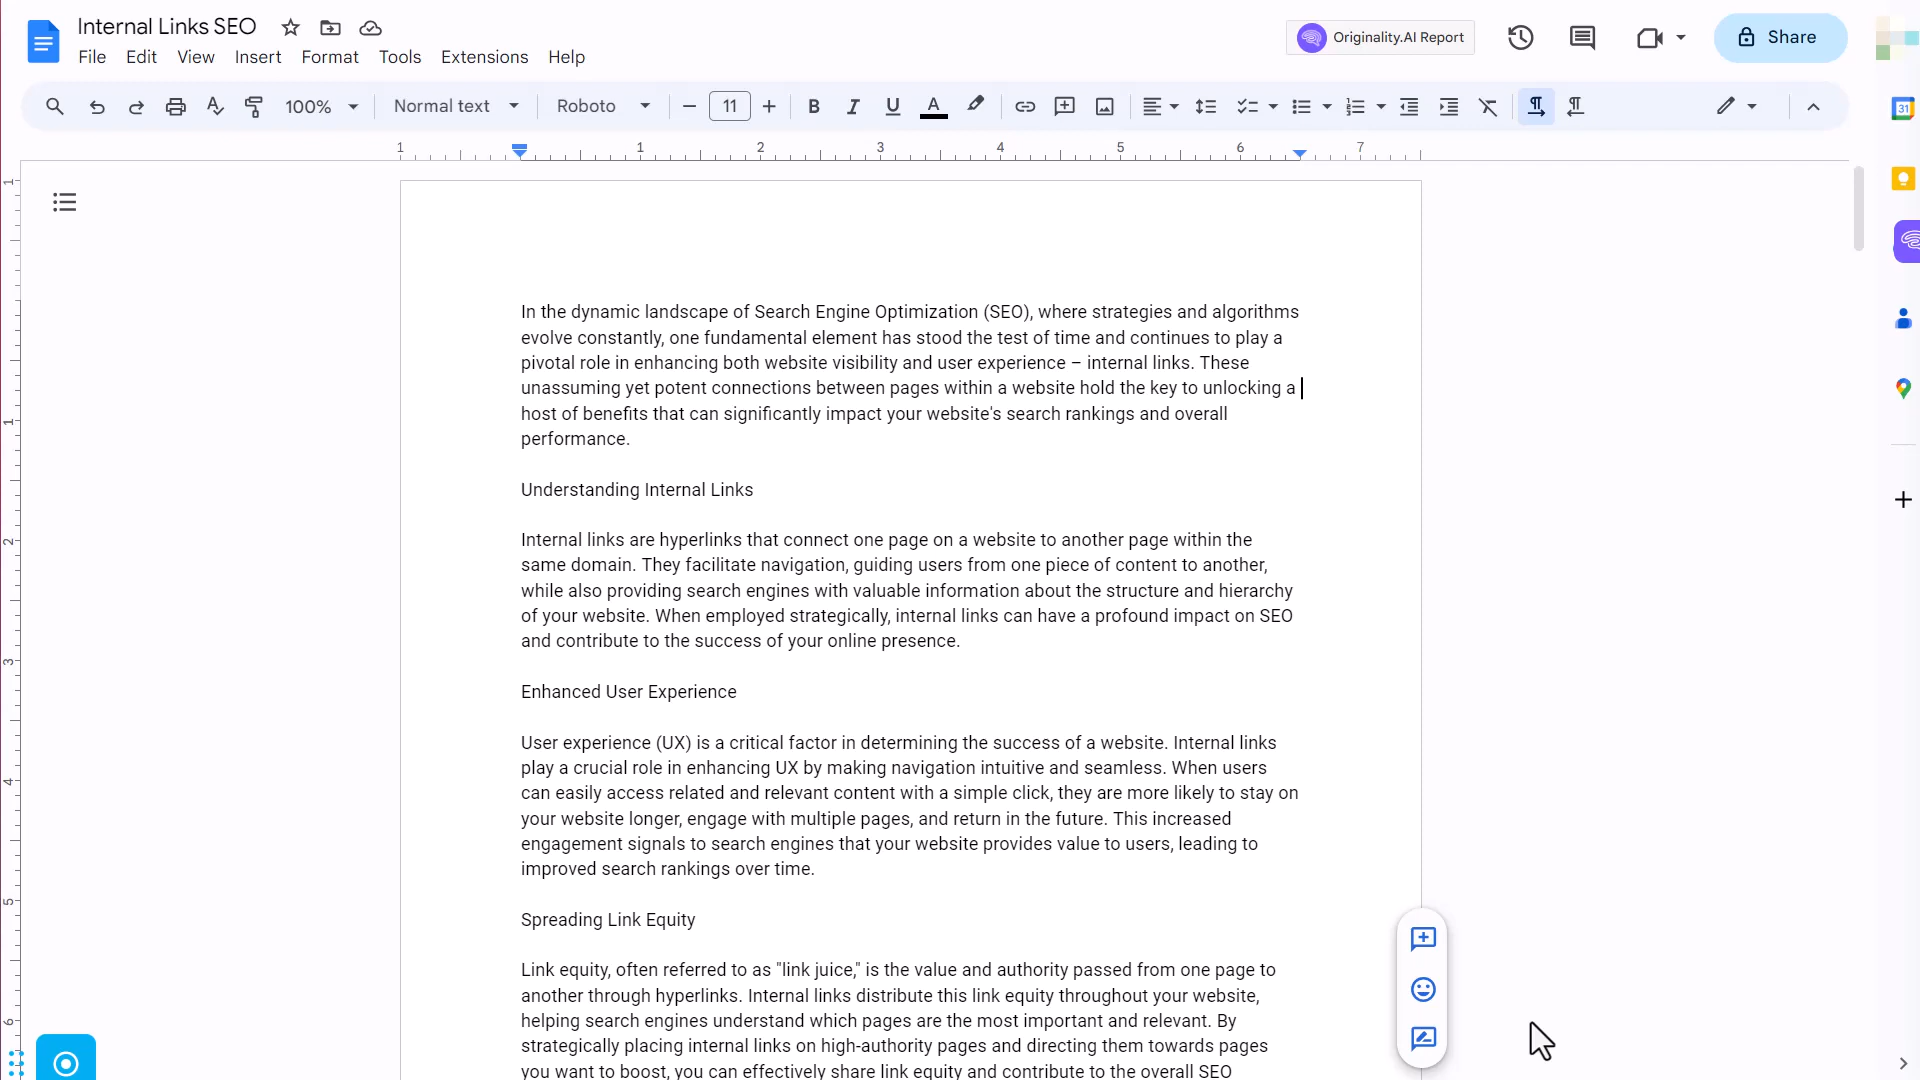 Internal Links SEO
File Edit View Insert Format Tools Extensions Help
Originality.AI Report
Share
100% Normal text Roboto 11
1 1 2 3 4 5 6 7
In the dynamic landscape of Search Engine Optimization (SEO), where strategies and algorithms
evolve constantly, one fundamental element has stood the test of time and continues to play a
pivotal role in enhancing both website visibility and user experience – internal links. These
unassuming yet potent connections between pages within a website hold the key to unlocking a
host of benefits that can significantly impact your website's search rankings and overall
performance.
Understanding Internal Links
Internal links are hyperlinks that connect one page on a website to another page within the
same domain. They facilitate navigation, guiding users from one piece of content to another,
while also providing search engines with valuable information about the structure and hierarchy
of your website. When employed strategically, internal links can have a profound impact on SEO
and contribute to the success of your online presence.
Enhanced User Experience
User experience (UX) is a critical factor in determining the success of a website. Internal links
play a crucial role in enhancing UX by making navigation intuitive and seamless. When users
can easily access related and relevant content with a simple click, they are more likely to stay on
your website longer, engage with multiple pages, and return in the future. This increased
engagement signals to search engines that your website provides value to users, leading to
improved search rankings over time.
Spreading Link Equity
Link equity, often referred to as "link juice," is the value and authority passed from one page to
another through hyperlinks. Internal links distribute this link equity throughout your website,
helping search engines understand which pages are the most important and relevant. By
strategically placing internal links on high-authority pages and directing them towards pages
you want to boost, you can effectively share link equity and contribute to the overall SEO
1
1
2
3
4
5
6
31